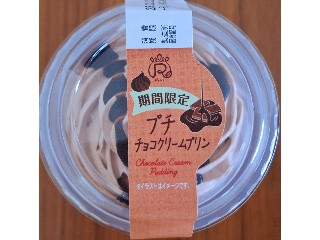 期間限定
プチ
チョコクリームプリン
Chocolate Cream
Pudding
※イラストはイメージです。